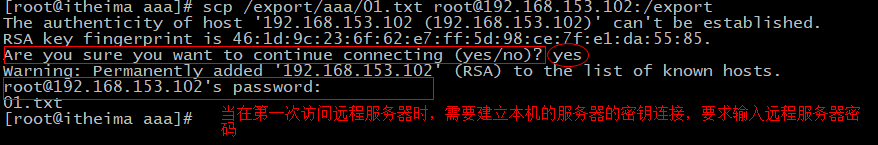 [root@itheima aaa]# scp /export/aaa/01.txt root@192.168.153.102:/export
The authenticity of host '192.168.153.102 (192.168.153.102)' can't be established.
RSA key fingerprint is 46:1d:9c:23:6f:62:e7:ff:5d:98:ce:7f:e1:da:55:85.
Are you sure you want to continue connecting (yes/no)? yes
Warning: Permanently added '192.168.153.102' (RSA) to the list of known hosts.
root@192.168.153.102's password:
01.txt
[root@itheima aaa]# 当在第一次访问远程服务器时，需要建立本机的服务器的密钥连接，要求输入远程服务器密
码